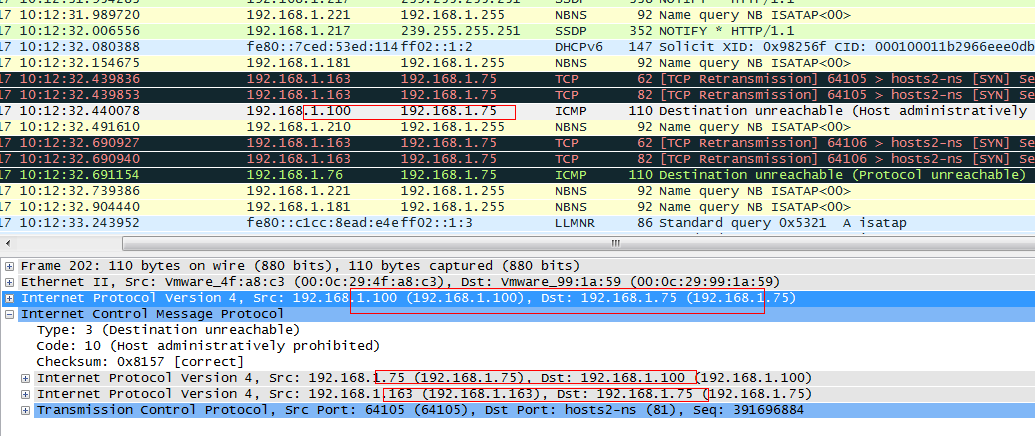 10:12:31.994283 192.168.1.217 239.255.255.251 SSDP 358 NOTIFY * HTTP/1.1
17 10:12:31.989720 192.168.1.221 192.168.1.255 NBNS 92 Name query NB ISATAP<00>
17 10:12:32.006556 192.168.1.217 239.255.255.251 SSDP 352 NOTIFY * HTTP/1.1
17 10:12:32.080388 fe80::7ced:53ed:114 ff02::1:2 DHCPv6 147 Solicit XID: 0x98256f CID: 000100011b2966eee0db
17 10:12:32.154675 192.168.1.181 192.168.1.255 NBNS 92 Name query NB ISATAP<00>
17 10:12:32.439836 192.168.1.163 192.168.1.75 TCP 62 [TCP Retransmission] 64105 > hosts2-ns [SYN] Se
17 10:12:32.439853 192.168.1.163 192.168.1.75 TCP 82 [TCP Retransmission] 64105 > hosts2-ns [SYN] Se
17 10:12:32.440078 192.168.1.100 192.168.1.75 ICMP 110 Destination unreachable (Host administratively
17 10:12:32.491610 192.168.1.210 192.168.1.255 NBNS 92 Name query NB ISATAP<00>
17 10:12:32.690927 192.168.1.163 192.168.1.75 TCP 62 [TCP Retransmission] 64106 > hosts2-ns [SYN] Se
17 10:12:32.690940 192.168.1.163 192.168.1.75 TCP 82 [TCP Retransmission] 64106 > hosts2-ns [SYN] Se
17 10:12:32.691154 192.168.1.76 192.168.1.75 ICMP 110 Destination unreachable (Protocol unreachable)
17 10:12:32.739386 192.168.1.221 192.168.1.255 NBNS 92 Name query NB ISATAP<00>
17 10:12:32.904440 192.168.1.181 192.168.1.255 NBNS 92 Name query NB ISATAP<00>
17 10:12:33.243952 fe80::c1cc:8ead:e4e ff02::1:3 LLMNR 86 Standard query 0x5321 A isatap
Frame 202: 110 bytes on wire (880 bits), 110 bytes captured (880 bits)
Ethernet II, Src: Vmware_4f:a8:c3 (00:0c:29:4f:a8:c3), Dst: Vmware_99:1a:59 (00:0c:29:99:1a:59)
Internet Protocol Version 4, Src: 192.168.1.100 (192.168.1.100), Dst: 192.168.1.75 (192.168.1.75)
Internet Control Message Protocol
Type: 3 (Destination unreachable)
Code: 10 (Host administratively prohibited)
Checksum: 0x8157 [correct]
Internet Protocol Version 4, Src: 192.168.1.75 (192.168.1.75), Dst: 192.168.1.100 (192.168.1.100)
Internet Protocol Version 4, Src: 192.168.1.163 (192.168.1.163), Dst: 192.168.1.75 (192.168.1.75)
Transmission Control Protocol, Src Port: 64105 (64105), Dst Port: hosts2-ns (81), Seq: 391696884